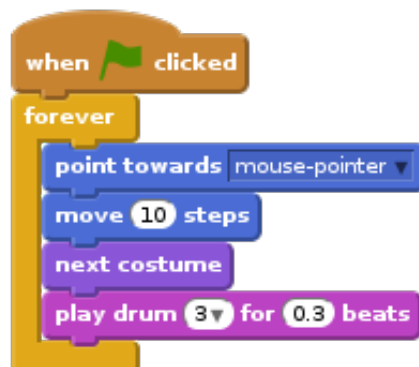 when clicked
forever
point towards mouse-pointer
move 10 steps
next costume
play drum 3 for 0.3 beats